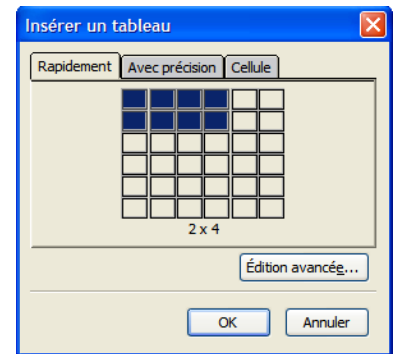 Insérer un tableau
Rapidement Avec précision Cellule
2 x 4
Édition avancée...
OK Annuler